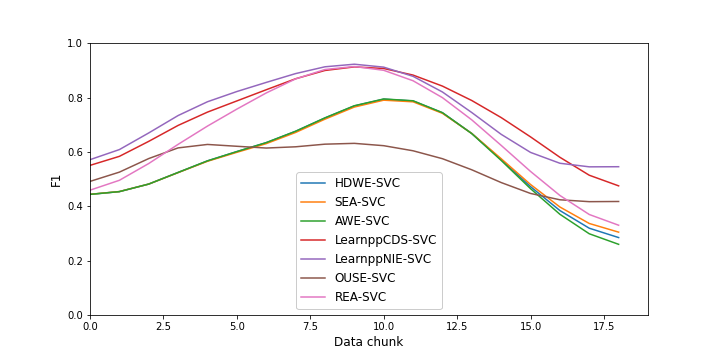 1.0
0.8
0.6
0.4
0.2
0.0
F1
HDWE-SVC
SEA-SVC
AWE-SVC
LearnppCDS-SVC
LearnppNIE-SVC
OUSE-SVC
REA-SVC
0.0 2.5 5.0 7.5 10.0 12.5 15.0 17.5
Data chunk